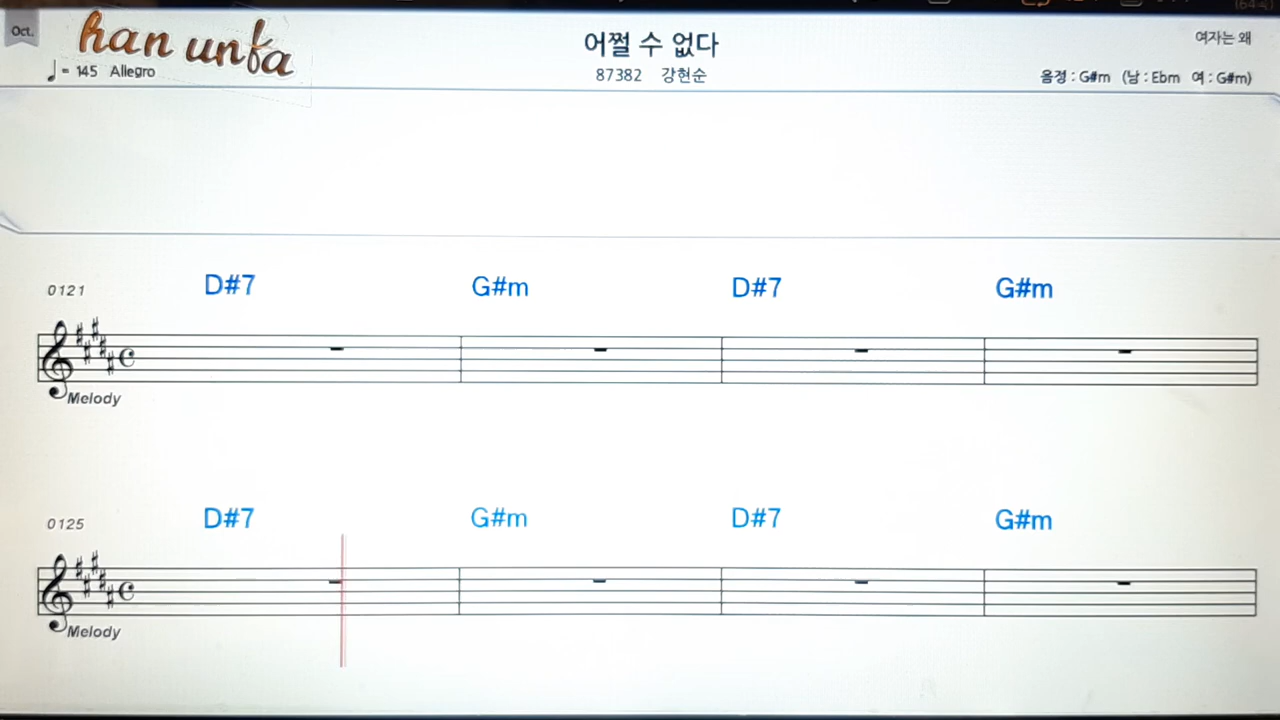 Oct.
han unfa
♩= 145 Allegro
어쩔 수 없다
87382 강현순
여자는 왜
음정 : G#m (남 : Ebm 여 : G#m)
0121 D#7 G#m D#7 G#m
Melody
0125 D#7 G#m D#7 G#m
Melody